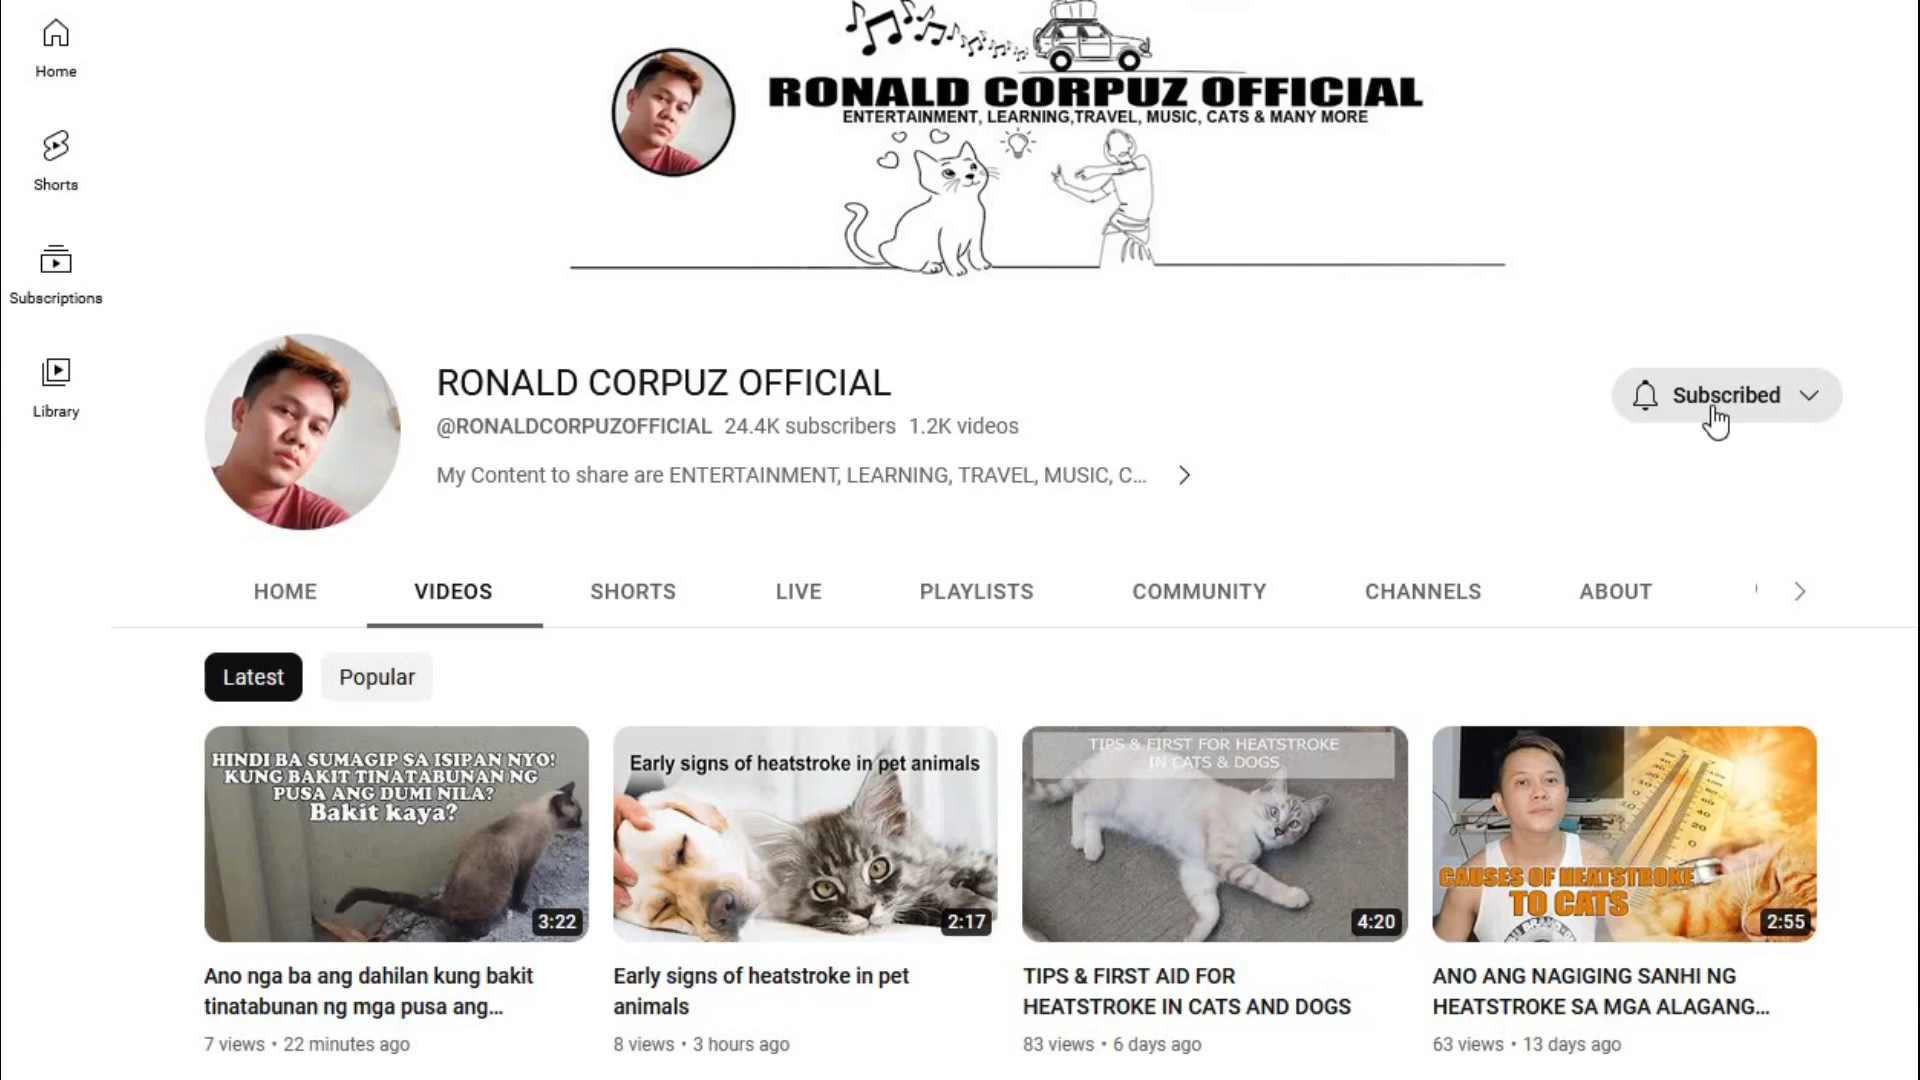 Home
Shorts
Subscriptions
Library
RONALD CORPUZ OFFICIAL
ENTERTAINMENT, LEARNING,TRAVEL, MUSIC, CATS & MANY MORE
RONALD CORPUZ OFFICIAL
@RONALDCORPUZOFFICIAL 24.4K subscribers 1.2K videos
My Content to share are ENTERTAINMENT, LEARNING, TRAVEL, MUSIC, C...
Subscribed
HOME VIDEOS SHORTS LIVE PLAYLISTS COMMUNITY CHANNELS ABOUT
Latest Popular
HINDI BA SUMAGIP SA ISIPAN NYO!
KUNG BAKIT TINATABUNAN NG
PUSA ANG DUMI NILA?
Bakit kaya?
3:22
Ano nga ba ang dahilan kung bakit
tinatabunan ng mga pusa ang...
7 views • 22 minutes ago
Early signs of heatstroke in pet animals
2:17
Early signs of heatstroke in pet
animals
8 views • 3 hours ago
TIPS & FIRST FOR HEATSTROKE
IN CATS & DOGS
4:20
TIPS & FIRST AID FOR
HEATSTROKE IN CATS AND DOGS
83 views • 6 days ago
CAUSES OF HEATSTROKE
TO CATS
2:55
ANO ANG NAGIGING SANHI NG
HEATSTROKE SA MGA ALAGANG...
63 views • 13 days ago